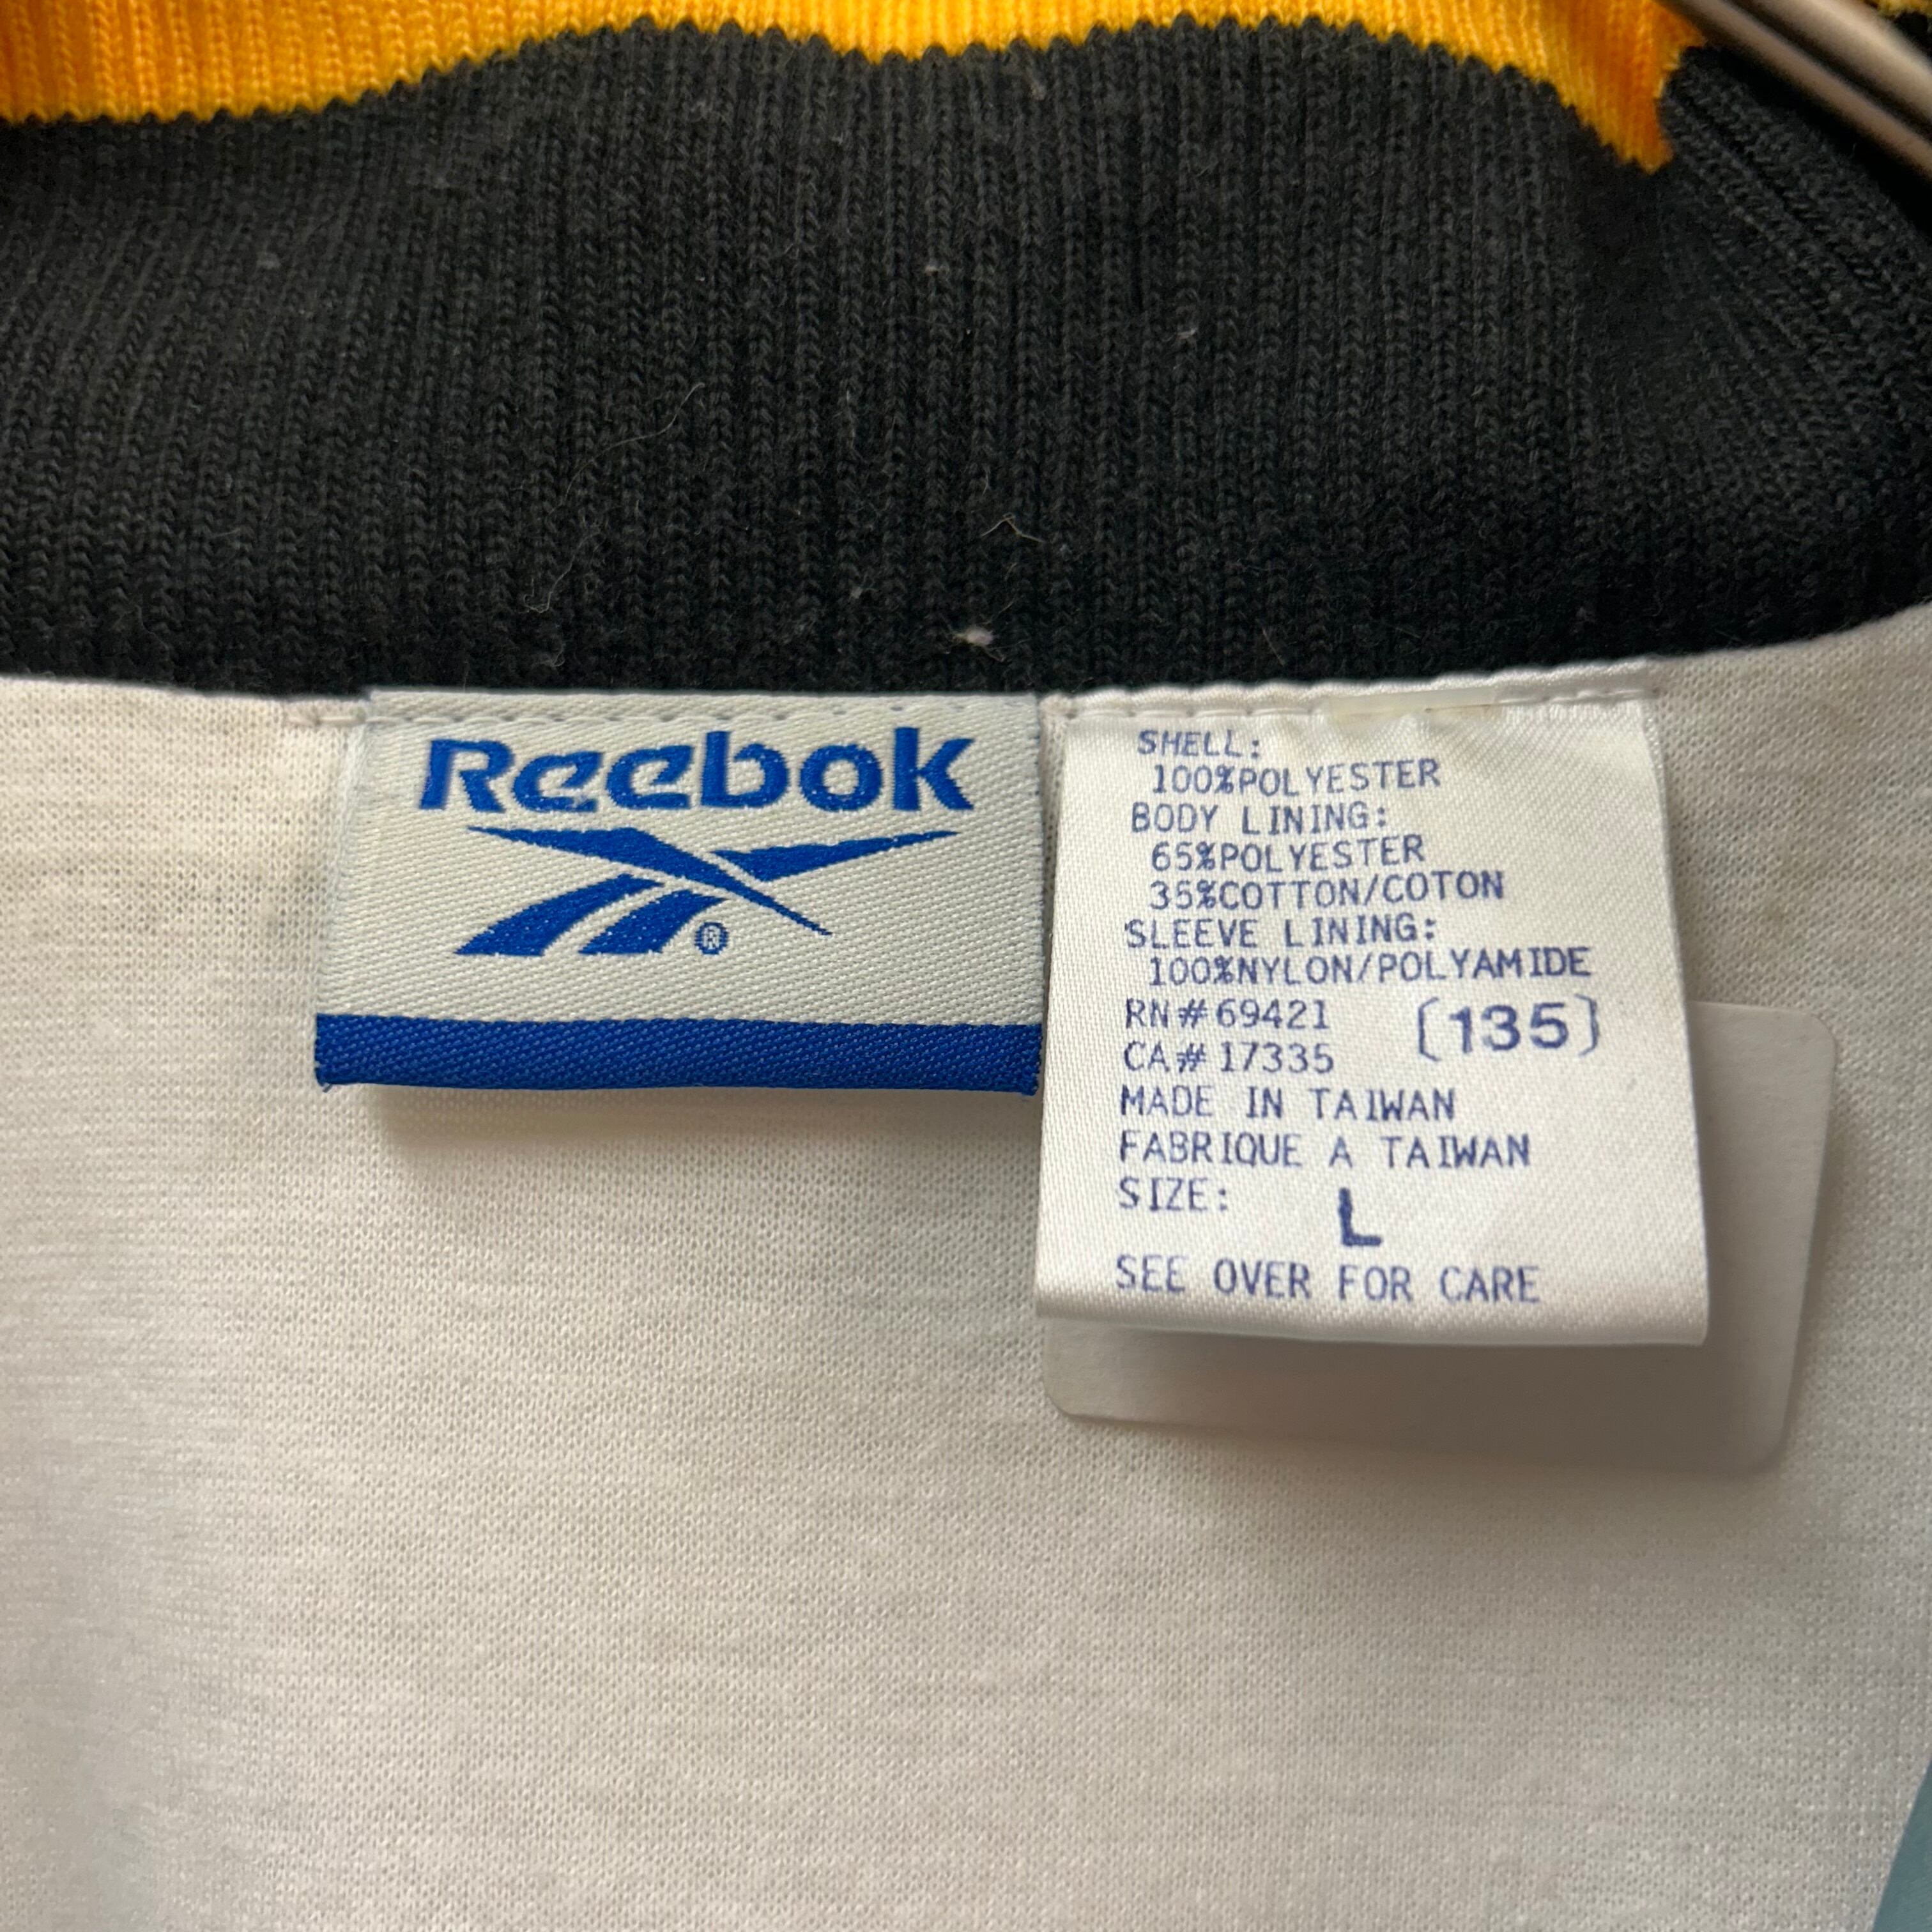 Reebok
®
SHELL:
100%POLYESTER
BODY LINING:
65%POLYESTER
35%COTTON/COTON
SLEEVE LINING:
100%NYLON/POLYAMIDE
RN#69421 (135)
CA#17335
MADE IN TAIWAN
FABRIQUE A TAIWAN
SIZE: L
SEE OVER FOR CARE